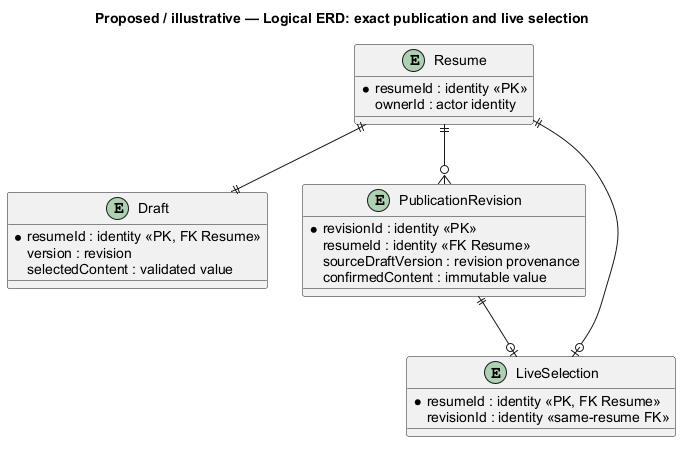 Proposed / illustrative — Logical ERD: exact publication and live selection
E Resume
resumeId : identity «PK»
ownerId : actor identity
E Draft
resumeId : identity «PK, FK Resume»
version : revision
selectedContent : validated value
E PublicationRevision
revisionId : identity «PK»
resumeId : identity «FK Resume»
sourceDraftVersion : revision provenance
confirmedContent : immutable value
E LiveSelection
resumeId : identity «PK, FK Resume»
revisionId : identity «same-resume FK»